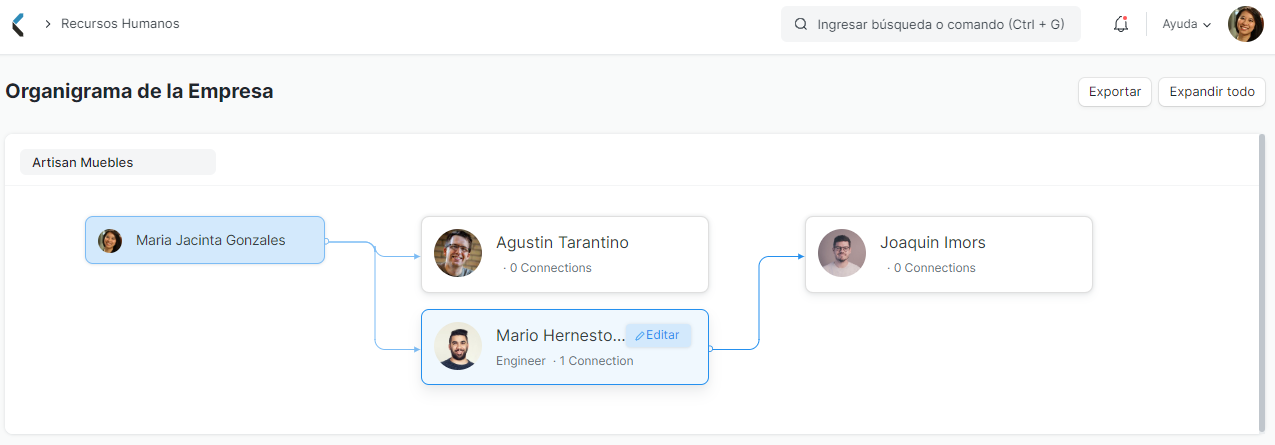 Recursos Humanos
Ingresar búsqueda o comando (Ctrl + G)
Ayuda
Organigrama de la Empresa
Exportar
Expandir todo
Artisan Muebles
Maria Jacinta Gonzales
Agustin Tarantino
· 0 Connections
Joaquin Imors
· 0 Connections
Mario Hernesto...
Editar
Engineer · 1 Connection